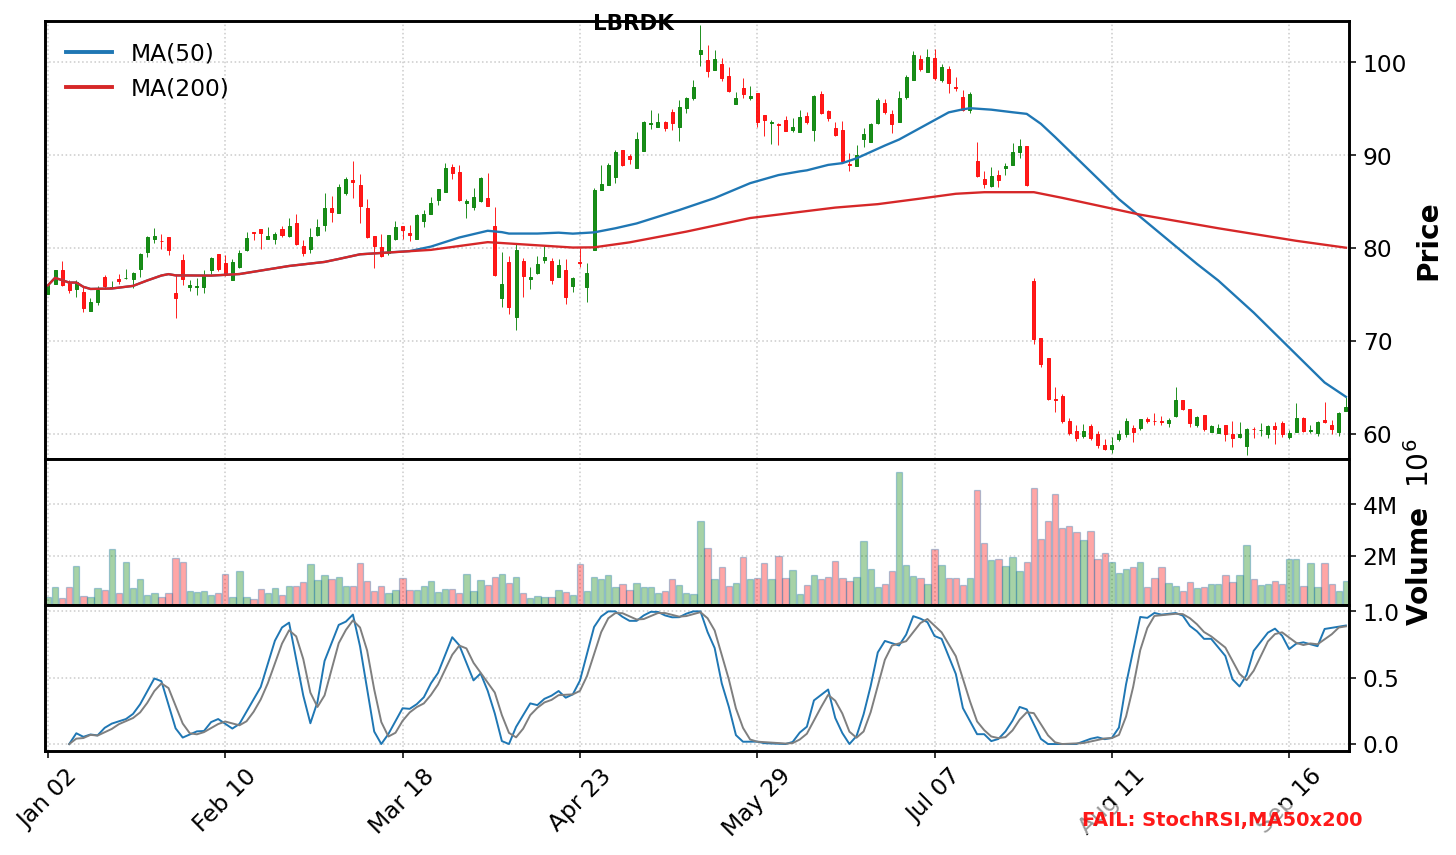 LBRDK
MA(50)
MA(200)
100
90
80
70
60
Price
10^6
4M
2M
Volume
1.0
0.5
0.0
Jan 02
Feb 10
Mar 18
Apr 23
May 29
Jul 07
Aug 11
Sep 16
FAIL: StochRSI,MA50x200